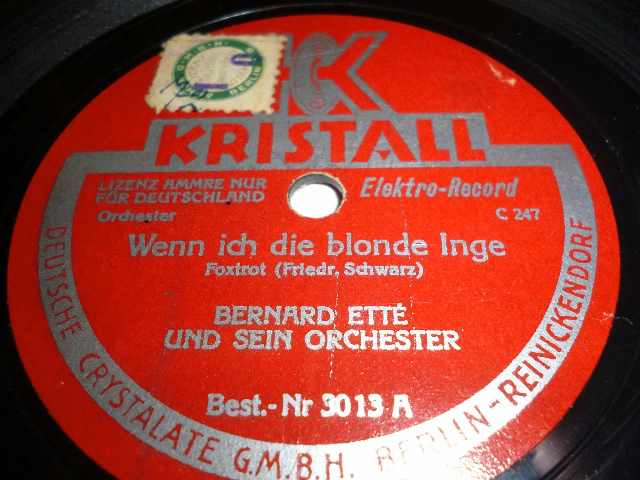 KRISTALL
LIZENZ AMMRE NUR
FÜR DEUTSCHLAND
Elektro-Record
Orchester
C 247
Wenn ich die blonde Inge
Foxtrot (Friedr. Schwarz)
BERNARD ETTÉ
UND SEIN ORCHESTER
Best.-Nr 3013 A
DEUTSCHE CRYSTALATE G.M.B.H. BERLIN-REINICKENDORF